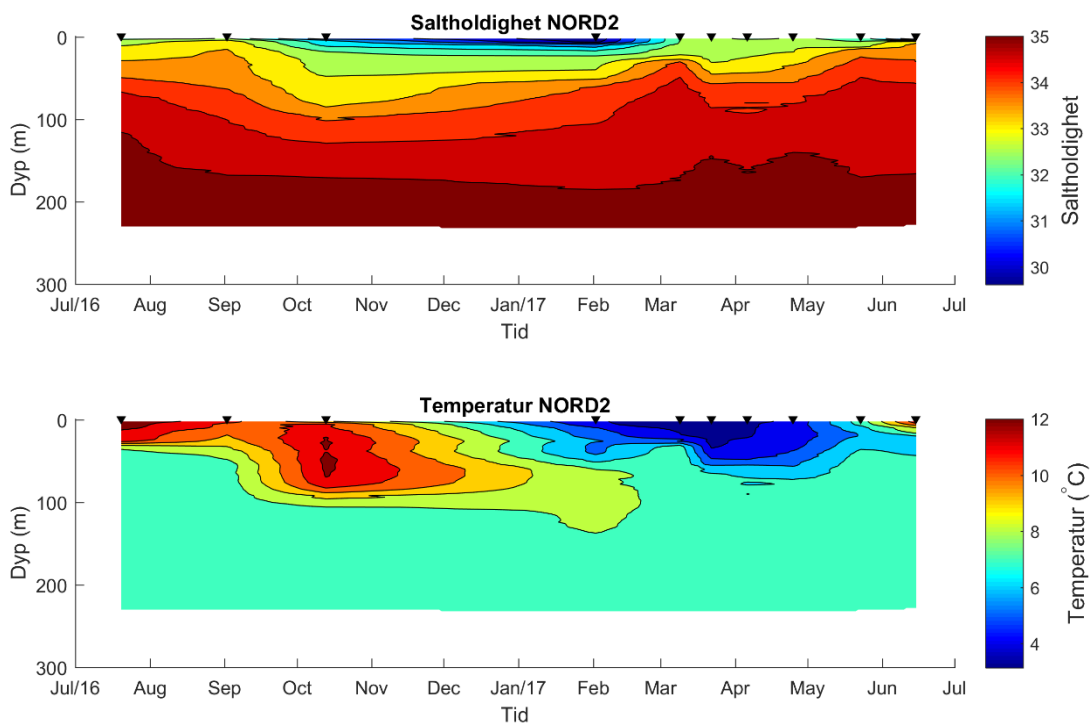 Saltholdighet NORD2
0
100
200
300
Dyp (m)
Jul/16 Aug Sep Oct Nov Dec Jan/17 Feb Mar Apr May Jun Jul
Tid
35
34
33
32
31
30
Saltholdighet
Temperatur NORD2
0
100
200
300
Dyp (m)
Jul/16 Aug Sep Oct Nov Dec Jan/17 Feb Mar Apr May Jun Jul
Tid
12
10
8
6
4
Temperatur (°C)